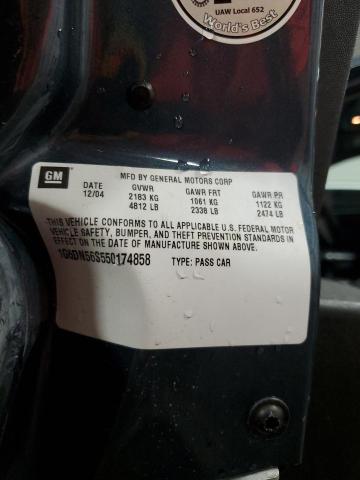 UAW Local 652
World's Best
GM
MFD BY GENERAL MOTORS CORP
DATE GVWR GAWR FRT GAWR RR
12/04 2183 KG 1061 KG 1122 KG
4812 LB 2338 LB 2474 LB
THIS VEHICLE CONFORMS TO ALL APPLICABLE U.S. FEDERAL MOTOR
VEHICLE SAFETY, BUMPER, AND THEFT PREVENTION STANDARDS IN
EFFECT ON THE DATE OF MANUFACTURE SHOWN ABOVE.
1G6DN56S550174858 TYPE: PASS CAR